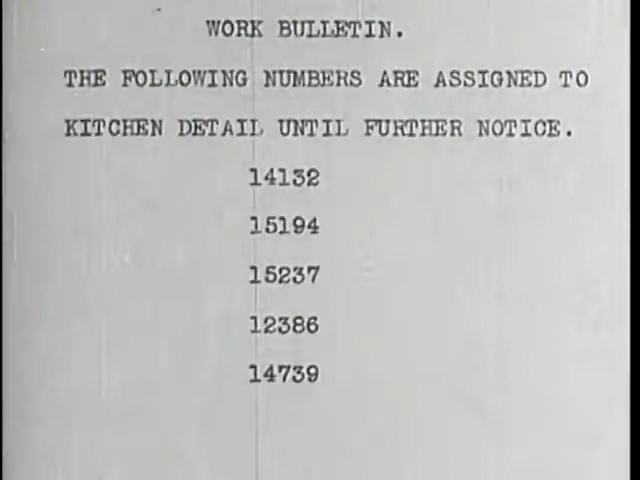 WORK BULLETIN.
THE FOLLOWING NUMBERS ARE ASSIGNED TO
KITCHEN DETAIL UNTIL FURTHER NOTICE.
14132
15194
15237
12386
14739